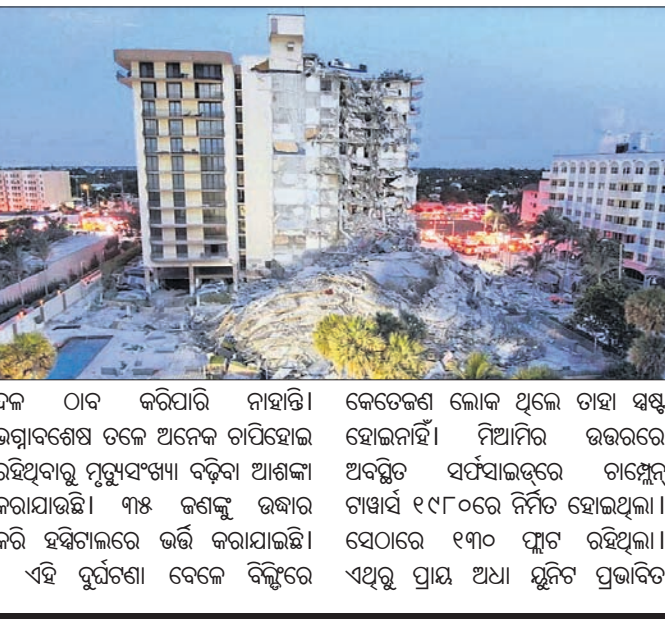 ଦଳ ଠାବ କରିପାରି ନାହାନ୍ତି।
ଭଗ୍ନାବଶେଷ ତଳେ ଅନେକ ଚାପିହୋଇ
ରହିଥିବାରୁ ମୃତ୍ୟୁସଂଖ୍ୟା ବଢ଼ିବା ଆଶଙ୍କା
କରାଯାଉଛି। ୩୫ ଜଣଙ୍କୁ ଉଦ୍ଧାର
କରି ହସ୍ପିଟାଲରେ ଭର୍ତ୍ତି କରାଯାଇଛି।
ଏହି ଦୁର୍ଘଟଣା ବେଳେ ବିଲ୍ଡିଂରେ
କେତେଜଣ ଲୋକ ଥିଲେ ତାହା ସ୍ପଷ୍ଟ
ହୋଇନାହିଁ। ମିଆମିର ଉତ୍ତରରେ
ଅବସ୍ଥିତ ସର୍ଫସାଇଡ୍‌ରେ ଚାମ୍ପ୍ଲେନ୍
ଟାୱାର୍ସ ୧୯୮୦ରେ ନିର୍ମିତ ହୋଇଥିଲା।
ସେଠାରେ ୧୩୦ ଫ୍ଲାଟ ରହିଥିଲା।
ଏଥିରୁ ପ୍ରାୟ ଅଧା ୟୁନିଟ ପ୍ରଭାବିତ